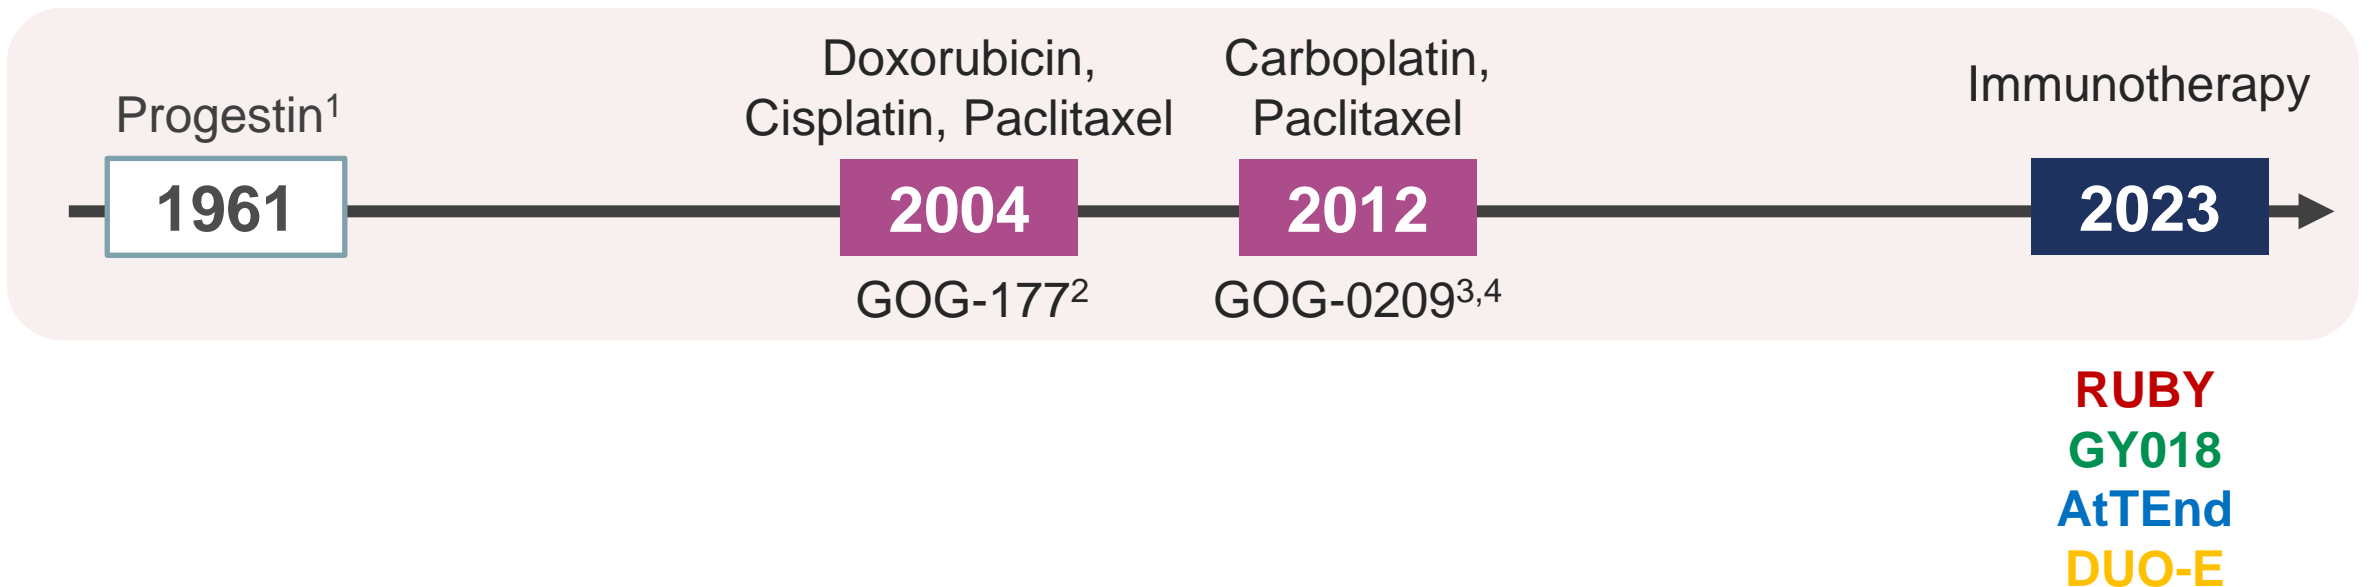 Progestin¹
1961
Doxorubicin,
Cisplatin, Paclitaxel
2004
GOG-177²
Carboplatin,
Paclitaxel
2012
GOG-0209³,⁴
Immunotherapy
2023
RUBY
GY018
AtTEnd
DUO-E